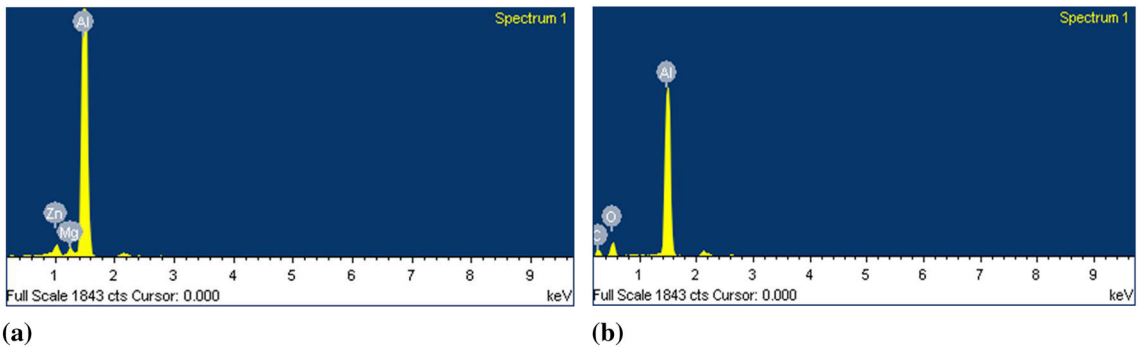 Spectrum 1
Al
Zn
Mg
1 2 3 4 5 6 7 8 9
Full Scale 1843 cts Cursor: 0.000 keV
(a)
Spectrum 1
Al
O
C
1 2 3 4 5 6 7 8 9
Full Scale 1843 cts Cursor: 0.000 keV
(b)